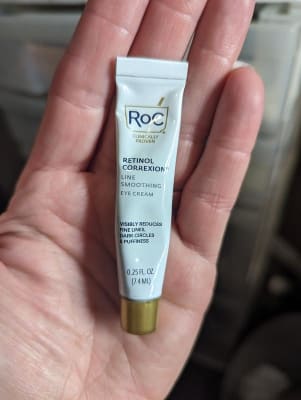 RoC
CLINICALLY
PROVEN
RETINOL
CORREXION®
LINE
SMOOTHING
EYE CREAM
VISIBLY REDUCES
FINE LINES,
DARK CIRCLES
& PUFFINESS
0.25 FL. OZ.
(7.4 ML)